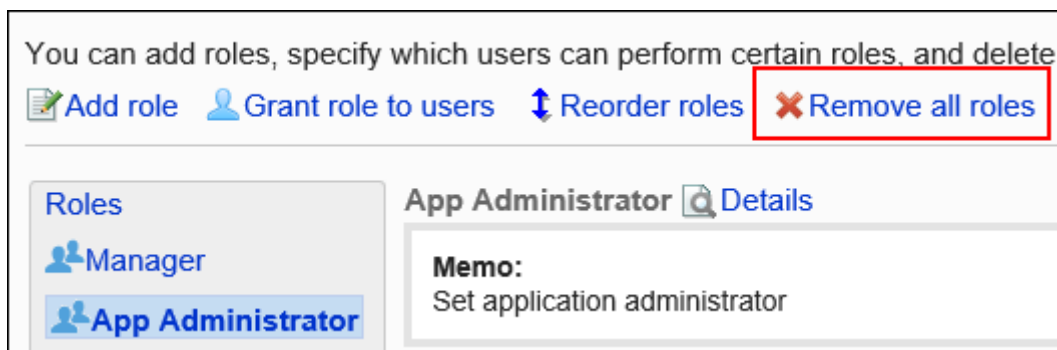 You can add roles, specify which users can perform certain roles, and delete
Add role Grant role to users Reorder roles Remove all roles
Roles
App Administrator Details
Manager
Memo:
Set application administrator
App Administrator